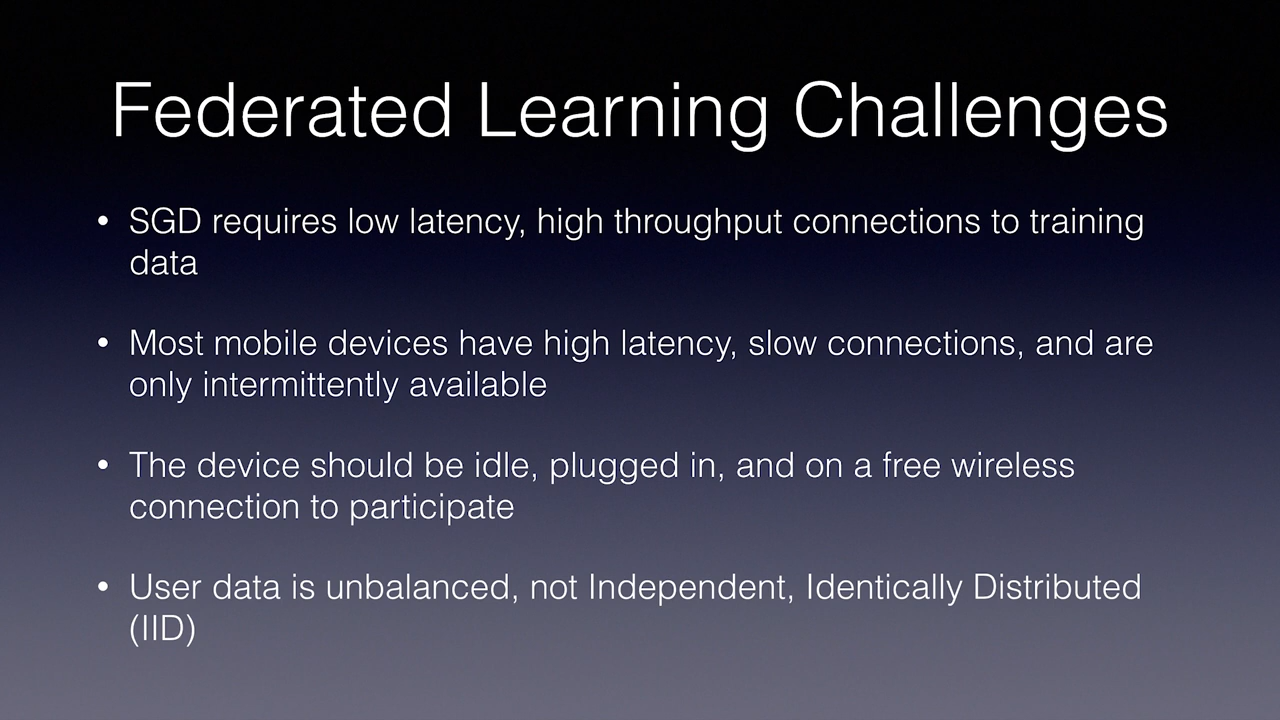 Federated Learning Challenges
• SGD requires low latency, high throughput connections to training
data
• Most mobile devices have high latency, slow connections, and are
only intermittently available
• The device should be idle, plugged in, and on a free wireless
connection to participate
• User data is unbalanced, not Independent, Identically Distributed
(IID)